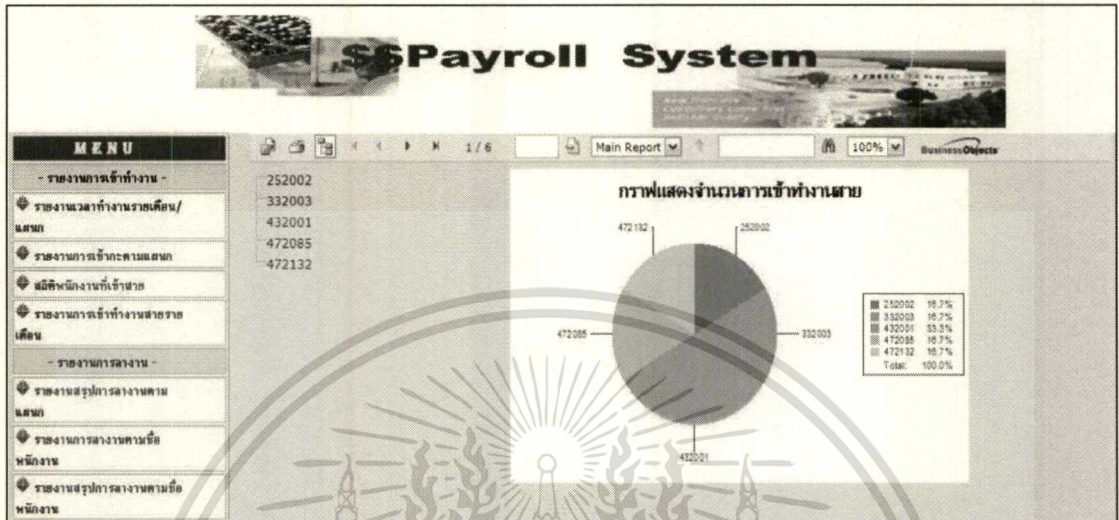 $$Payroll System
MENU
1 / 6
Main Report
100%
BusinessObjects
- รายงานการเข้าทำงาน -
รายงานเวลาทำงานรายเดือน/
แผนก
รายงานการเข้ากะตามแผนก
สถิติพนักงานที่เข้าสาย
รายงานการเข้าทำงานสายราย
เดือน
- รายงานการลางาน -
รายงานสรุปการลางานตาม
แผนก
รายงานการลางานตามชื่อ
พนักงาน
รายงานสรุปการลางานตามชื่อ
พนักงาน
252002
332003
432001
472085
472132
กราฟแสดงจำนวนการเข้าทำงานสาย
472132
252002
472085
332003
432001
252002 16.7%
332003 16.7%
432001 33.3%
472085 16.7%
472132 16.7%
Total: 100.0%